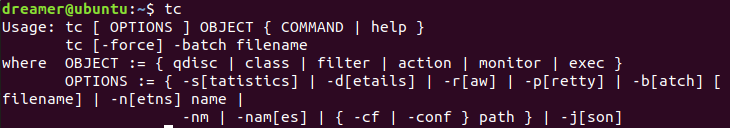 dreamer@ubuntu:~$ tc
Usage: tc [ OPTIONS ] OBJECT { COMMAND | help }
       tc [-force] -batch filename
where  OBJECT := { qdisc | class | filter | action | monitor | exec }
       OPTIONS := { -s[tatistics] | -d[etails] | -r[aw] | -p[retty] | -b[atch] [
filename] | -n[etns] name |
                    -nm | -nam[es] | { -cf | -conf } path } | -j[son]